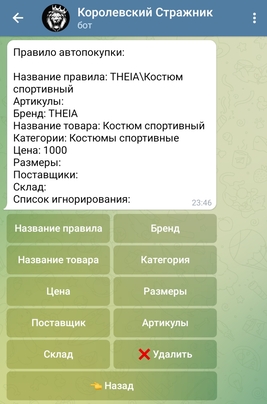 Королевский Стражник
бот
Правило автопокупки:
Название правила: THEIA\Костюм
спортивный
Артикулы:
Бренд: THEIA
Название товара: Костюм спортивный
Категории: Костюмы спортивные
Цена: 1000
Размеры:
Поставщики:
Склад:
Список игнорирования:
23:46
Название правила
Бренд
Название товара
Категория
Цена
Размеры
Поставщик
Артикулы
Склад
❌ Удалить
👈 Назад